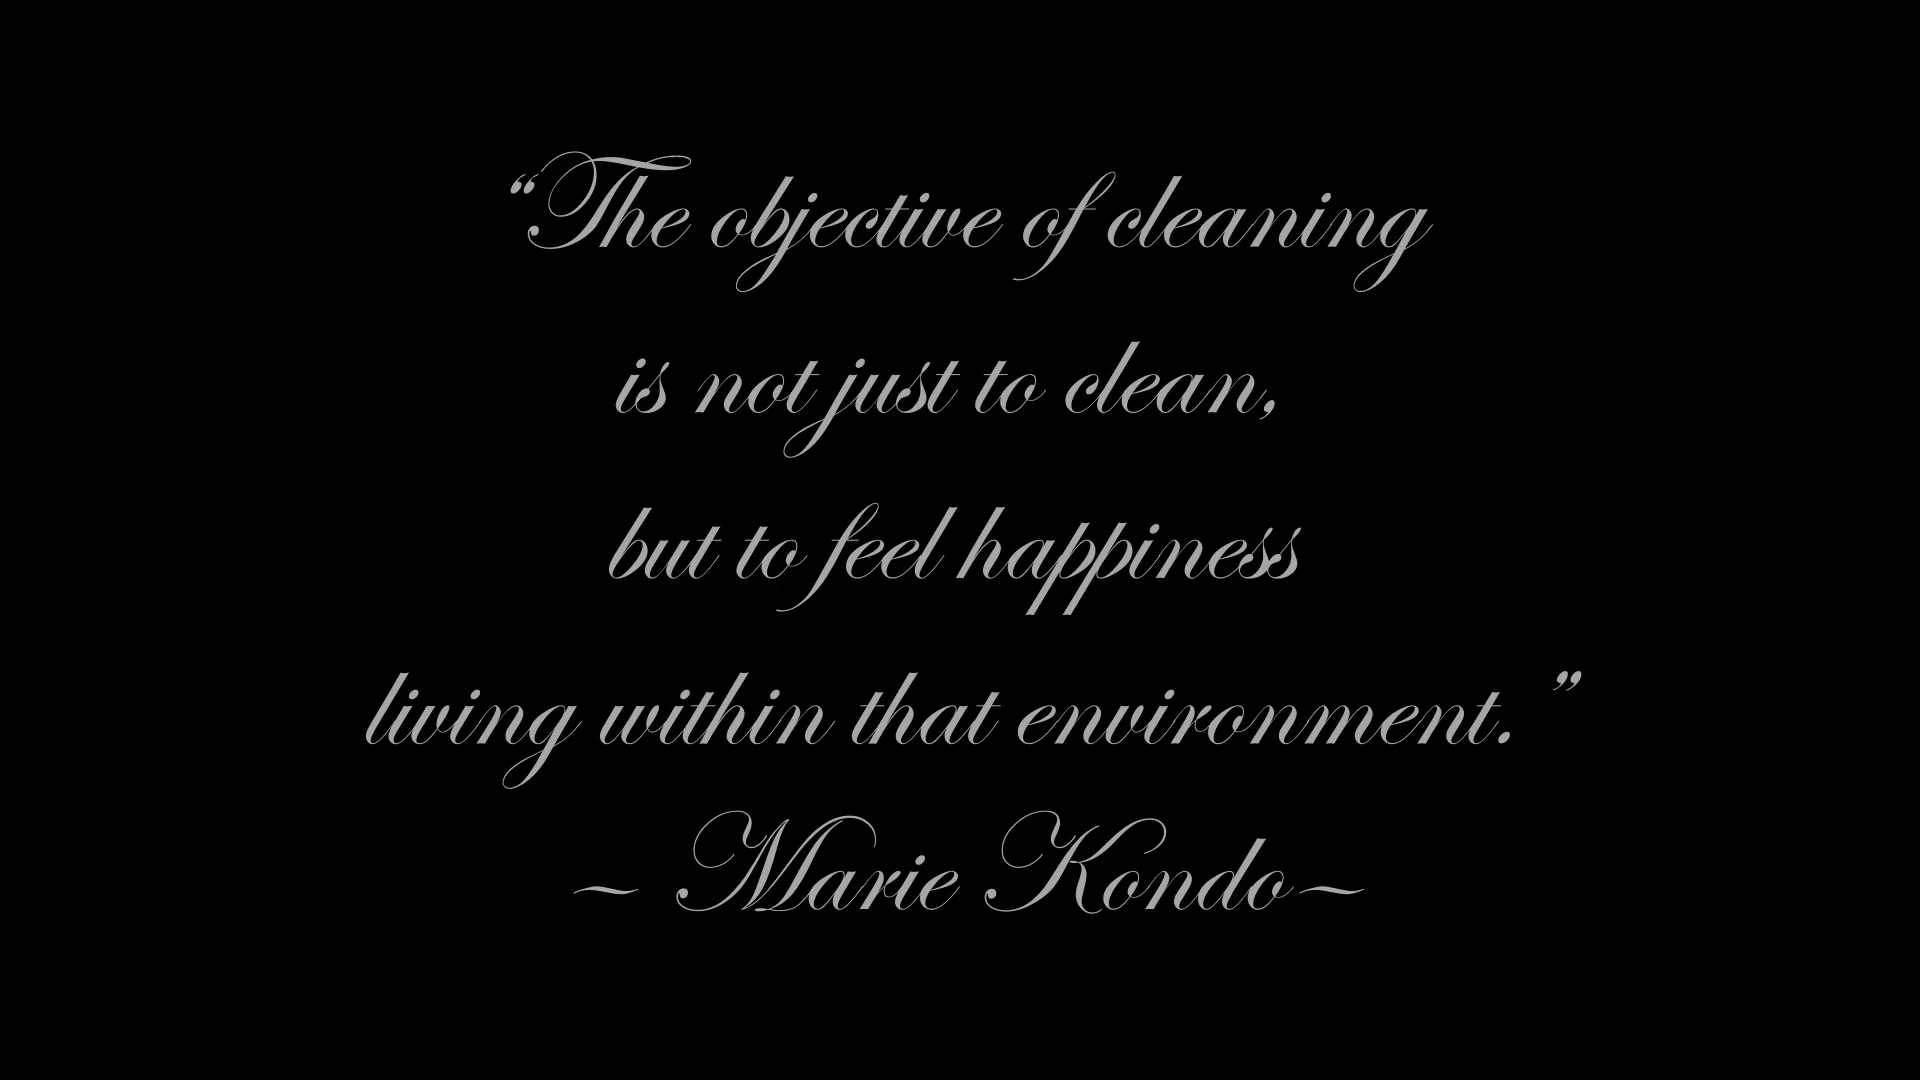 “The objective of cleaning
is not just to clean,
but to feel happiness
living within that environment. ”
~ Marie Kondo~